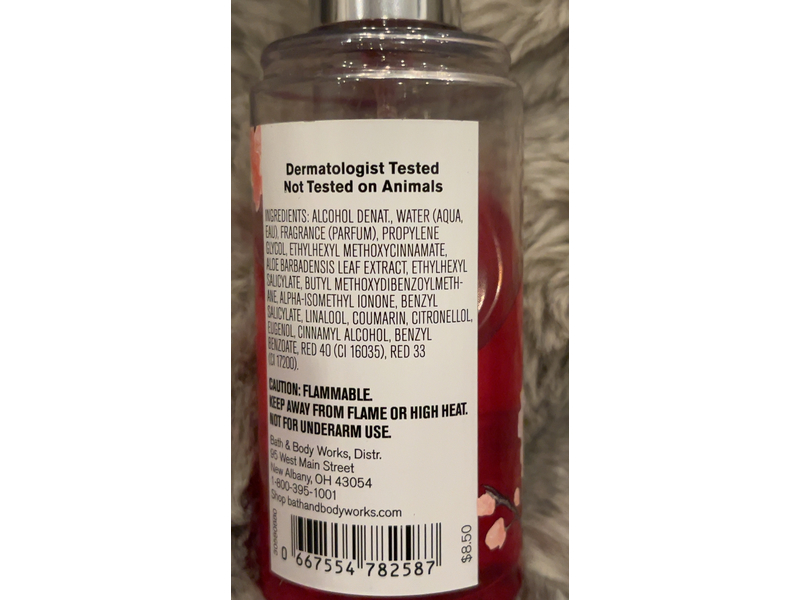 Dermatologist Tested
Not Tested on Animals
INGREDIENTS: ALCOHOL DENAT., WATER (AQUA,
EAU), FRAGRANCE (PARFUM), PROPYLENE
GLYCOL, ETHYLHEXYL METHOXYCINNAMATE,
ALOE BARBADENSIS LEAF EXTRACT, ETHYLHEXYL
SALICYLATE, BUTYL METHOXYDIBENZOYLMETH-
ANE, ALPHA-ISOMETHYL IONONE, BENZYL
SALICYLATE, LINALOOL, COUMARIN, CITRONELLOL,
EUGENOL, CINNAMYL ALCOHOL, BENZYL
BENZOATE, RED 40 (CI 16035), RED 33
(CI 17200).
CAUTION: FLAMMABLE.
KEEP AWAY FROM FLAME OR HIGH HEAT.
NOT FOR UNDERARM USE.
Bath & Body Works, Distr.
95 West Main Street
New Albany, OH 43054
1-800-395-1001
Shop bathandbodyworks.com
0 667554 782587
$8.50